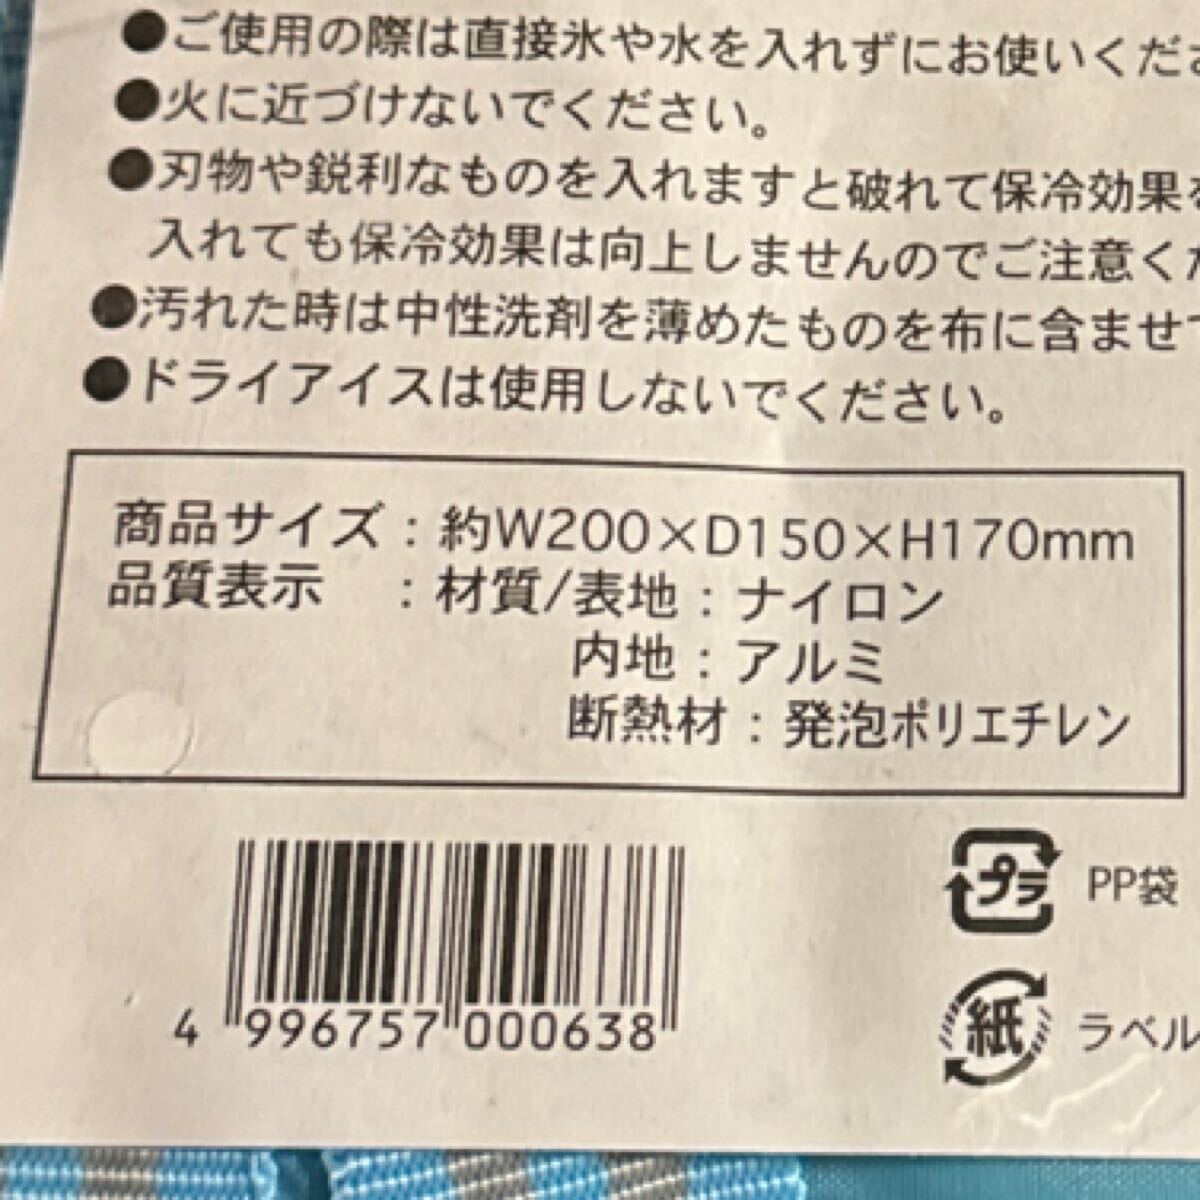 ●ご使用の際は直接氷や水を入れずにお使いくださ
●火に近づけないでください。
●刃物や鋭利なものを入れますと破れて保冷効果を
入れても保冷効果は向上しませんのでご注意くだ
●汚れた時は中性洗剤を薄めたものを布に含ませて
●ドライアイスは使用しないでください。
商品サイズ：約W200×D150×H170mm
品質表示　：材質/表地：ナイロン
内地：アルミ
断熱材：発泡ポリエチレン
プラ PP袋
4 996757 000638
紙 ラベル